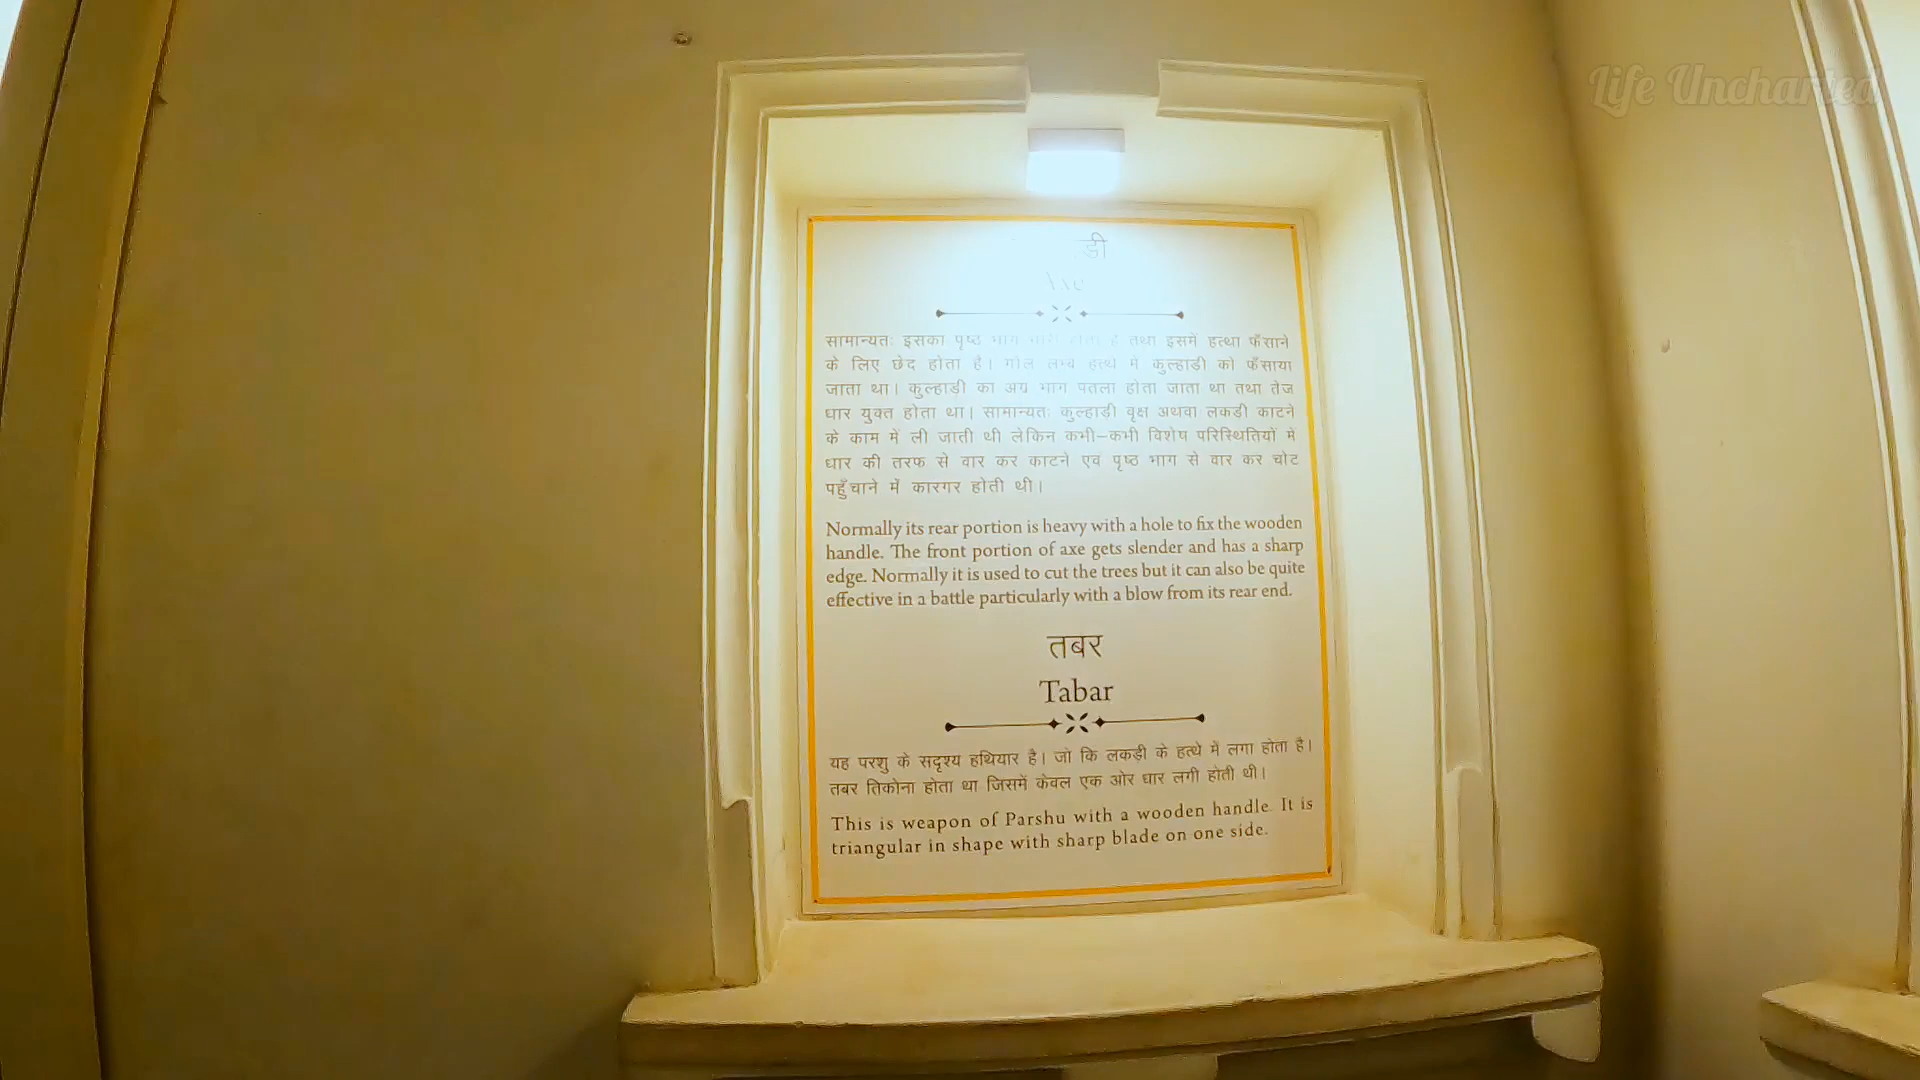 Life Uncharted
डी
Axe
सामान्यतः इसका पृष्ठ भाग भारी होता है तथा इसमें हत्था फँसाने
के लिए छेद होता है। गोल लम्बे हत्थे में कुल्हाडी को फँसाया
जाता था। कुल्हाड़ी का अग्र भाग पतला होता जाता था तथा तेज
धार युक्त होता था। सामान्यतः कुल्हाड़ी वृक्ष अथवा लकडी काटने
के काम में ली जाती थी लेकिन कभी–कभी विशेष परिस्थितियों में
धार की तरफ से वार कर काटने एवं पृष्ठ भाग से वार कर चोट
पहुँचाने में कारगर होती थी।
Normally its rear portion is heavy with a hole to fix the wooden
handle. The front portion of axe gets slender and has a sharp
edge. Normally it is used to cut the trees but it can also be quite
effective in a battle particularly with a blow from its rear end.
तबर
Tabar
यह परशु के सदृश्य हथियार है। जो कि लकड़ी के हत्थे में लगा होता है।
तबर तिकोना होता था जिसमें केवल एक ओर धार लगी होती थी।
This is weapon of Parshu with a wooden handle. It is
triangular in shape with sharp blade on one side.